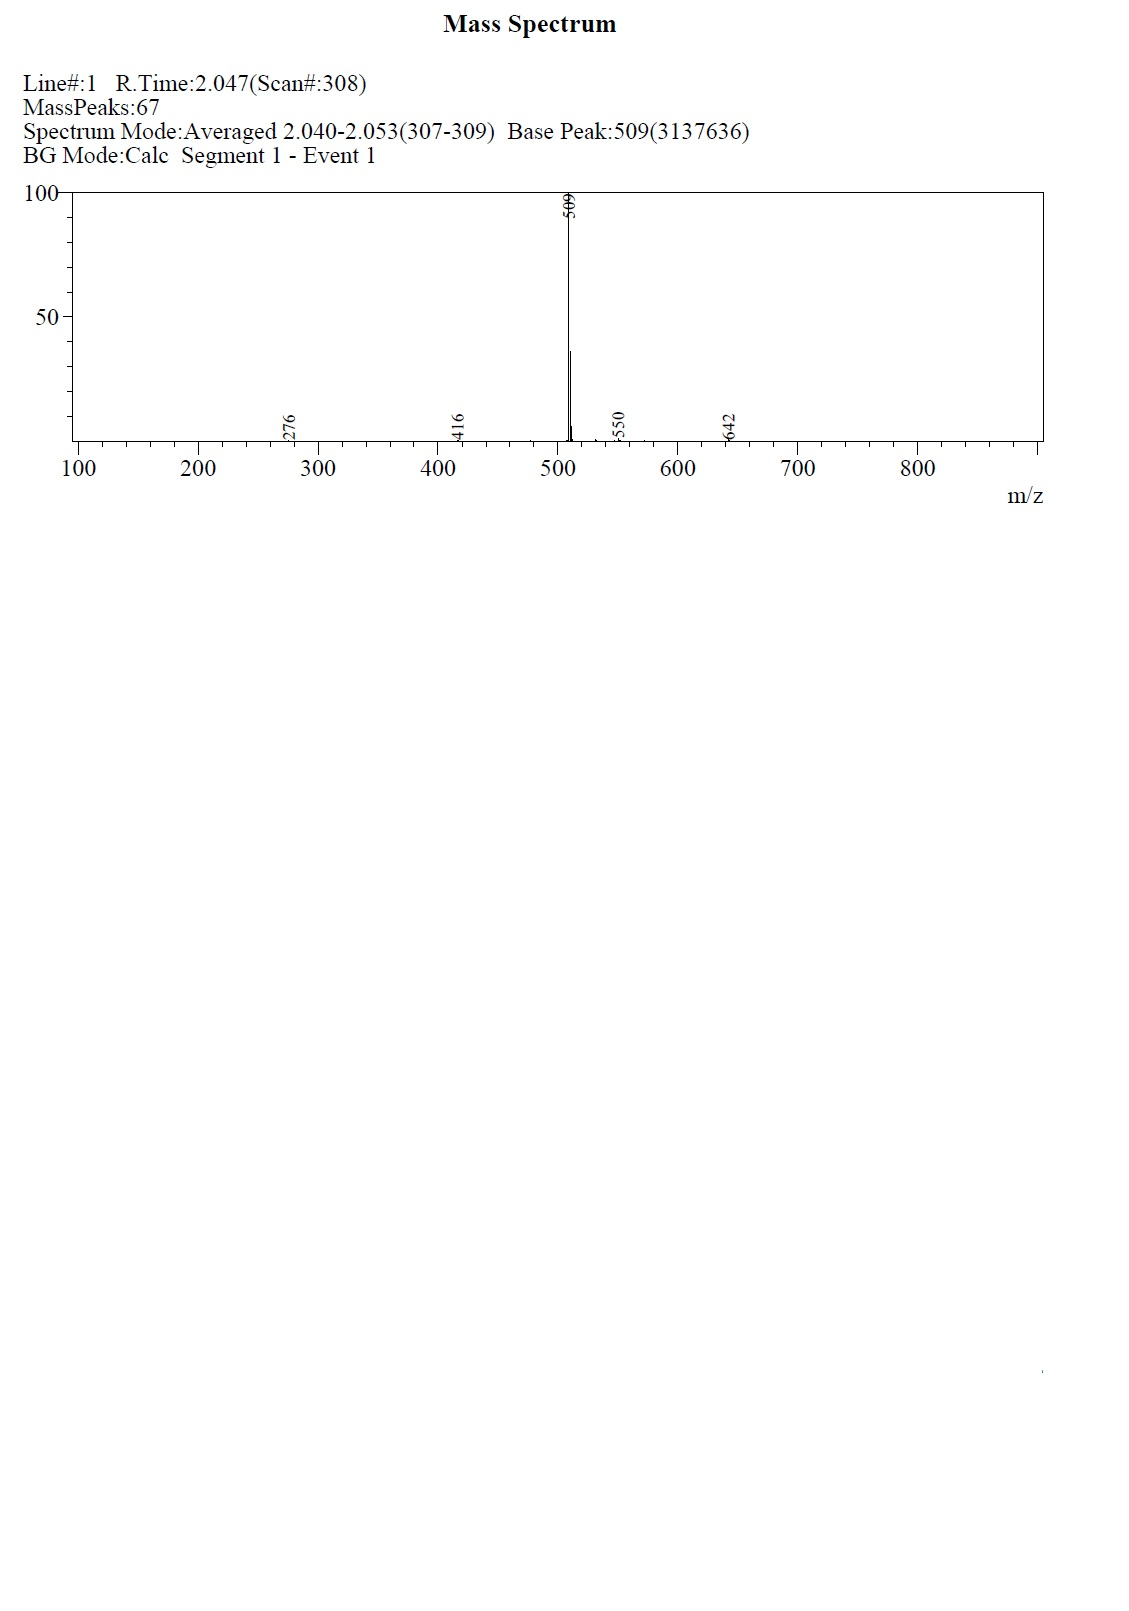 Mass Spectrum
Line#:1 R.Time:2.047(Scan#:308)
MassPeaks:67
Spectrum Mode:Averaged 2.040-2.053(307-309) Base Peak:509(3137636)
BG Mode:Calc Segment 1 - Event 1
100
509
50
276
416
550
642
100 200 300 400 500 600 700 800
m/z